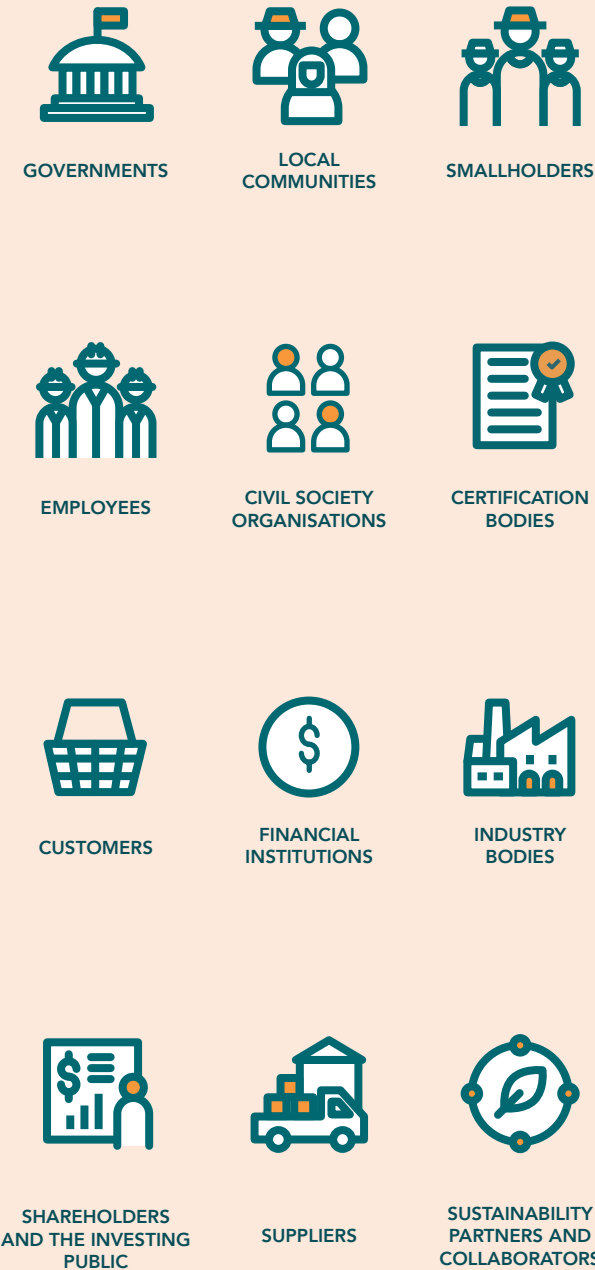 GOVERNMENTS
LOCAL
COMMUNITIES
SMALLHOLDERS
EMPLOYEES
CIVIL SOCIETY
ORGANISATIONS
CERTIFICATION
BODIES
CUSTOMERS
FINANCIAL
INSTITUTIONS
INDUSTRY
BODIES
SHAREHOLDERS
AND THE INVESTING
PUBLIC
SUPPLIERS
SUSTAINABILITY
PARTNERS AND
COLLABORATORS